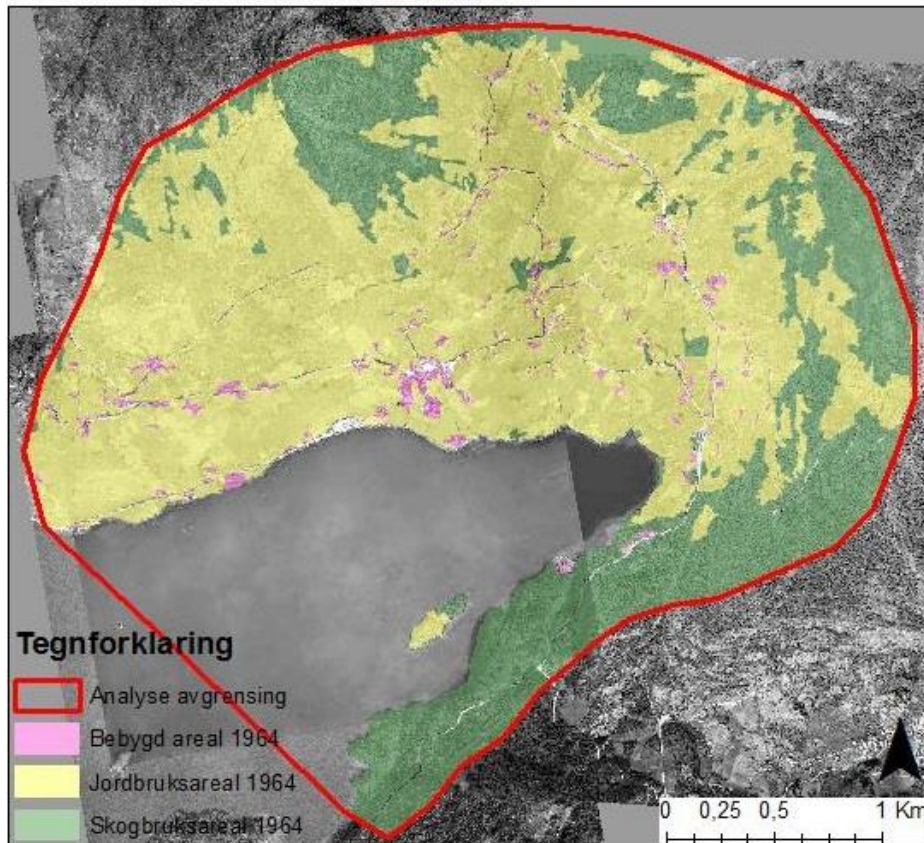 Tegnforklaring
Analyse avgrensing
Bebygd areal 1964
Jordbruksareal 1964
Skogbruksareal 1964
0 0,25 0,5 1 Km